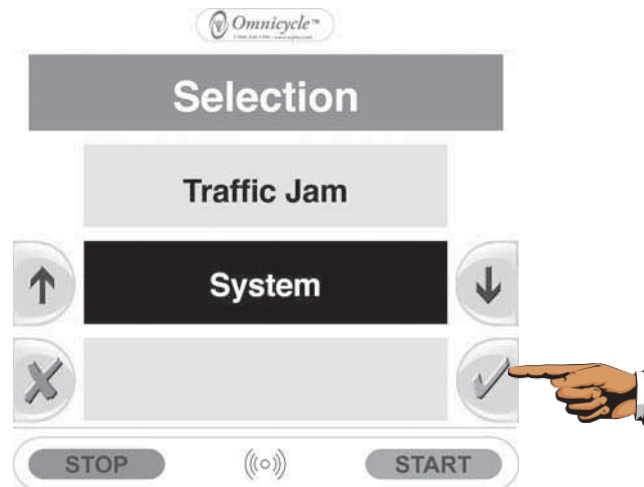 Omnicycle™
Selection
Traffic Jam
System
STOP
START